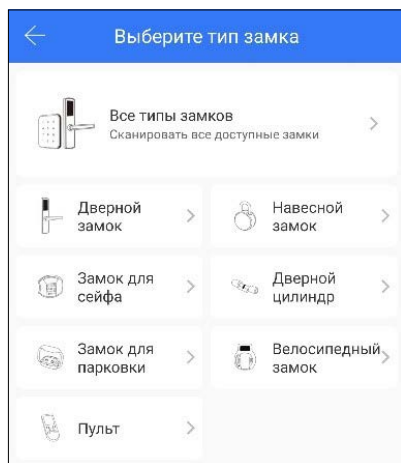 Выберите тип замка
Все типы замков
Сканировать все доступные замки
Дверной
замок
Навесной
замок
Замок для
сейфа
Дверной
цилиндр
Замок для
парковки
Велосипедный
замок
Пульт